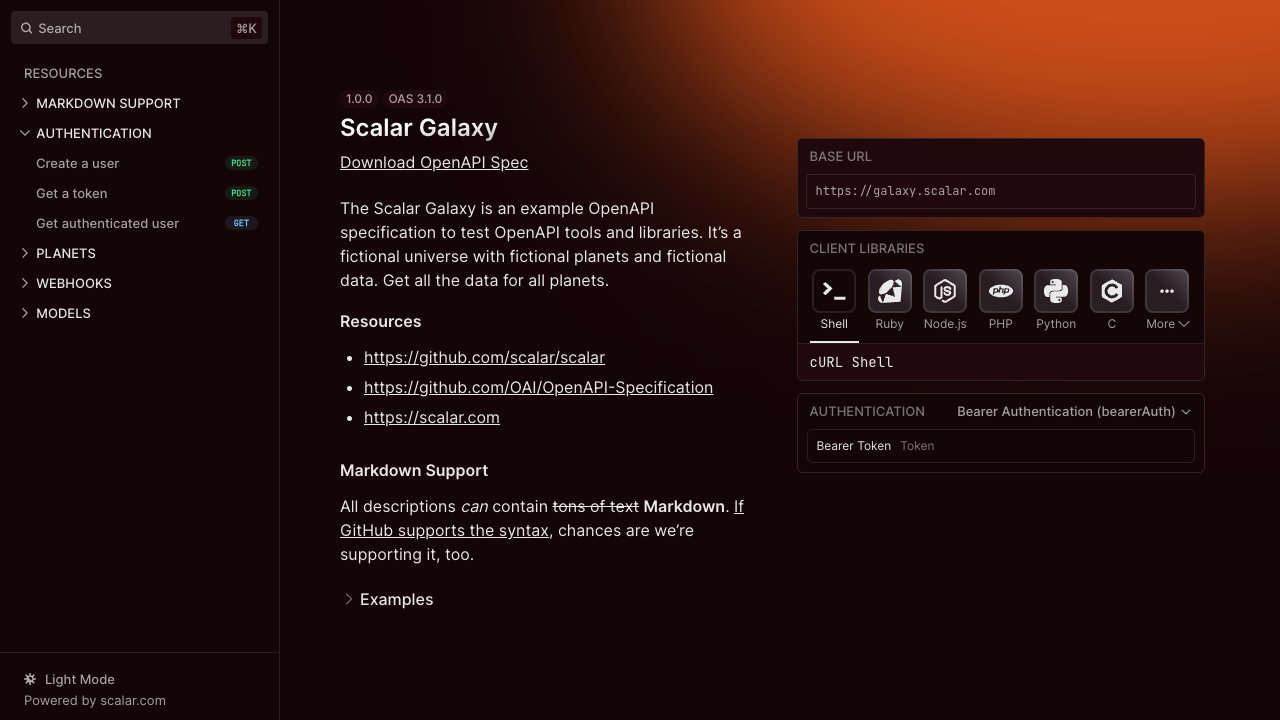 Search
⌘K
RESOURCES
MARKDOWN SUPPORT
AUTHENTICATION
Create a user POST
Get a token POST
Get authenticated user GET
PLANETS
WEBHOOKS
MODELS
Light Mode
Powered by scalar.com
1.0.0 OAS 3.1.0
Scalar Galaxy
Download OpenAPI Spec
The Scalar Galaxy is an example OpenAPI
specification to test OpenAPI tools and libraries. It’s a
fictional universe with fictional planets and fictional
data. Get all the data for all planets.
Resources
• https://github.com/scalar/scalar
• https://github.com/OAI/OpenAPI-Specification
• https://scalar.com
Markdown Support
All descriptions can contain tons of text Markdown. If
GitHub supports the syntax, chances are we’re
supporting it, too.
Examples
BASE URL
https://galaxy.scalar.com
CLIENT LIBRARIES
JS php
Shell Ruby Node.js PHP Python C More
cURL Shell
AUTHENTICATION Bearer Authentication (bearerAuth)
Bearer Token Token